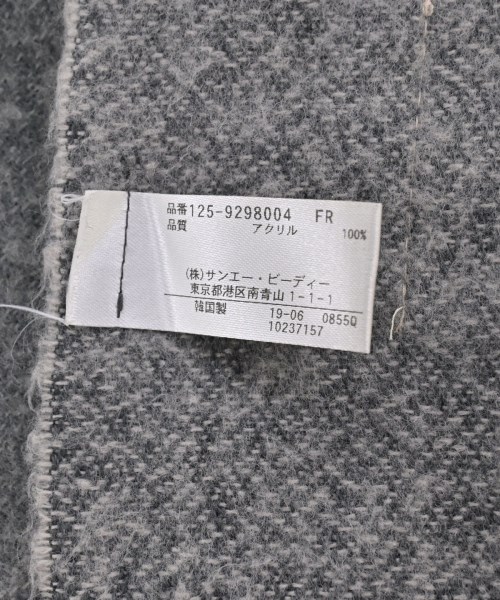 品番125-9298004 FR
品質 アクリル 100%
(株)サンエー・ビーディー
東京都港区南青山1-1-1
韓国製 19-06 0855Q
10237157